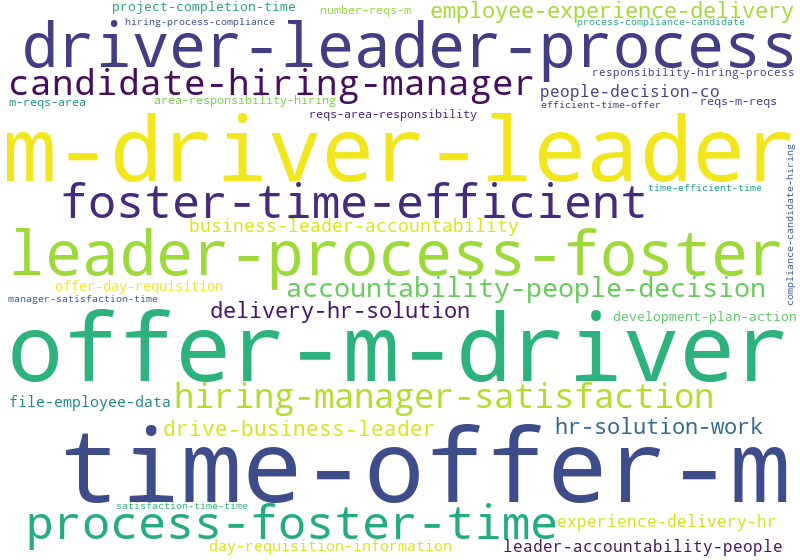 project-completion-time
number-reqs-m
employee-experience-delivery
hiring-process-compliance
process-compliance-candidate
driver-leader-process
responsibility-hiring-process
candidate-hiring-manager
people-decision-co
m-reqs-area
area-responsibility-hiring
efficient-time-offer
reqs-m-reqs
reqs-area-responsibility
m-driver-leader
compliance-candidate-hiring
foster-time-efficient
time-efficient-time
business-leader-accountability
leader-process-foster
offer-day-requisition
accountability-people-decision
manager-satisfaction-time
delivery-hr-solution
development-plan-action
offer-m-driver
hiring-manager-satisfaction
file-employee-data
drive-business-leader
hr-solution-work
time-offer-m
satisfaction-time-time
process-foster-time
experience-delivery-hr
day-requisition-information
leader-accountability-people